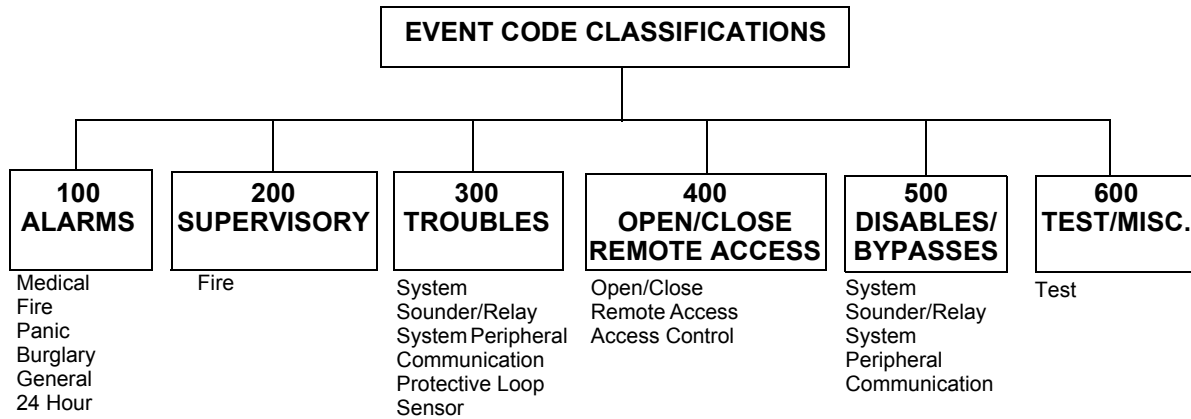 EVENT CODE CLASSIFICATIONS
100
ALARMS
Medical
Fire
Panic
Burglary
General
24 Hour
200
SUPERVISORY
Fire
300
TROUBLES
System
Sounder/Relay
System Peripheral
Communication
Protective Loop
Sensor
400
OPEN/CLOSE
REMOTE ACCESS
Open/Close
Remote Access
Access Control
500
DISABLES/
BYPASSES
System
Sounder/Relay
System
Peripheral
Communication
600
TEST/MISC.
Test